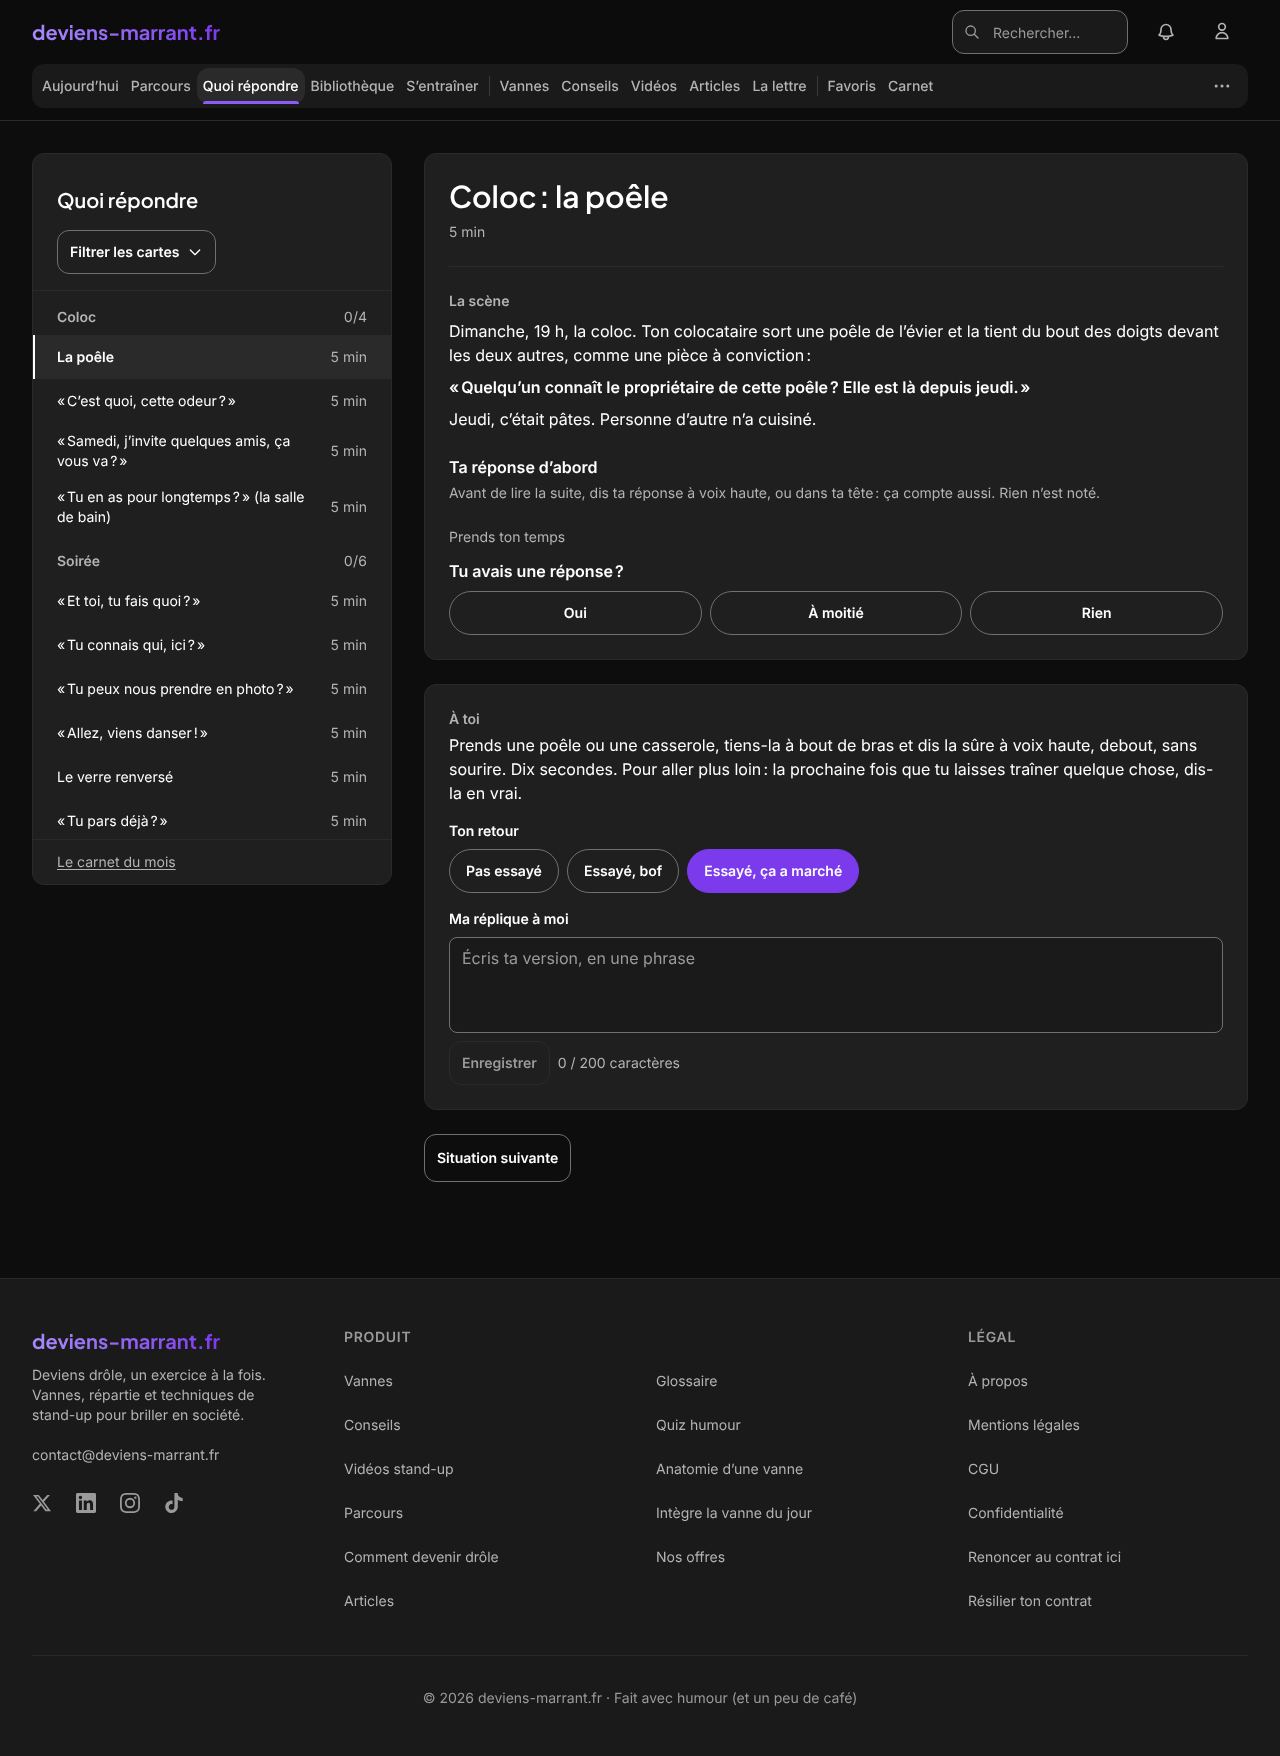 deviens-marrant.fr
Rechercher...
Aujourd’hui Parcours Quoi répondre Bibliothèque S’entraîner Vannes Conseils Vidéos Articles La lettre Favoris Carnet
Quoi répondre
Filtrer les cartes
Coloc 0/4
La poêle 5 min
« C’est quoi, cette odeur ? » 5 min
« Samedi, j’invite quelques amis, ça
vous va ? » 5 min
« Tu en as pour longtemps ? » (la salle
de bain) 5 min
Soirée 0/6
« Et toi, tu fais quoi ? » 5 min
« Tu connais qui, ici ? » 5 min
« Tu peux nous prendre en photo ? » 5 min
« Allez, viens danser ! » 5 min
Le verre renversé 5 min
« Tu pars déjà ? » 5 min
Le carnet du mois
Coloc : la poêle
5 min
La scène
Dimanche, 19 h, la coloc. Ton colocataire sort une poêle de l’évier et la tient du bout des doigts devant
les deux autres, comme une pièce à conviction :
« Quelqu’un connaît le propriétaire de cette poêle ? Elle est là depuis jeudi. »
Jeudi, c’était pâtes. Personne d’autre n’a cuisiné.
Ta réponse d’abord
Avant de lire la suite, dis ta réponse à voix haute, ou dans ta tête : ça compte aussi. Rien n’est noté.
Prends ton temps
Tu avais une réponse ?
Oui À moitié Rien
À toi
Prends une poêle ou une casserole, tiens-la à bout de bras et dis la sûre à voix haute, debout, sans
sourire. Dix secondes. Pour aller plus loin : la prochaine fois que tu laisses traîner quelque chose, dis-
la en vrai.
Ton retour
Pas essayé Essayé, bof Essayé, ça a marché
Ma réplique à moi
Écris ta version, en une phrase
Enregistrer 0 / 200 caractères
Situation suivante
deviens-marrant.fr
Deviens drôle, un exercice à la fois.
Vannes, répartie et techniques de
stand-up pour briller en société.
contact@deviens-marrant.fr
PRODUIT
Vannes
Conseils
Vidéos stand-up
Parcours
Comment devenir drôle
Articles
Glossaire
Quiz humour
Anatomie d’une vanne
Intègre la vanne du jour
Nos offres
LÉGAL
À propos
Mentions légales
CGU
Confidentialité
Renoncer au contrat ici
Résilier ton contrat
© 2026 deviens-marrant.fr · Fait avec humour (et un peu de café)